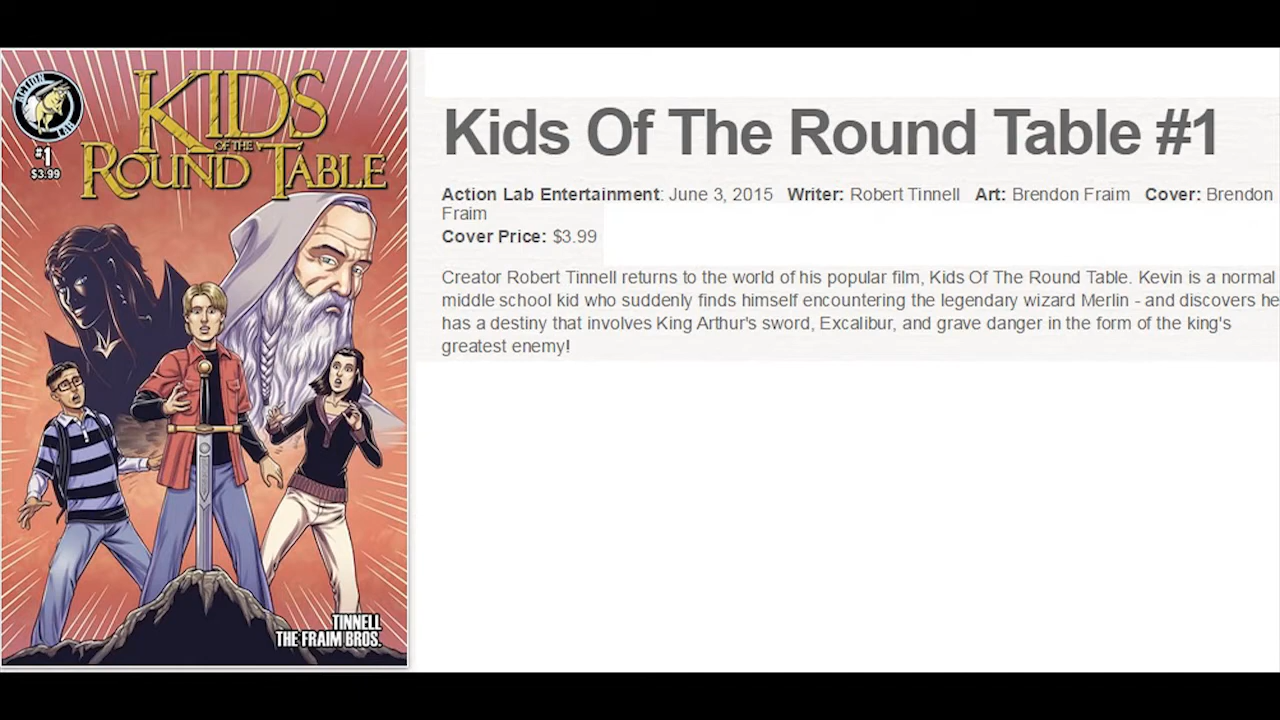 ACTION LAB
#1
$3.99
KIDS
OF THE
ROUND TABLE
TINNELL
THE FRAIM BROS.
Kids Of The Round Table #1
Action Lab Entertainment: June 3, 2015 Writer: Robert Tinnell Art: Brendon Fraim Cover: Brendon
Fraim
Cover Price: $3.99
Creator Robert Tinnell returns to the world of his popular film, Kids Of The Round Table. Kevin is a normal
middle school kid who suddenly finds himself encountering the legendary wizard Merlin - and discovers he
has a destiny that involves King Arthur's sword, Excalibur, and grave danger in the form of the king's
greatest enemy!